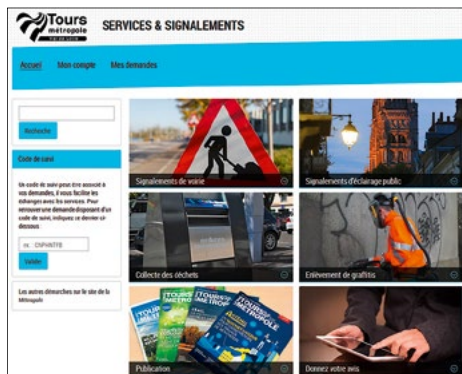 Tours
métropole
SERVICES & SIGNALEMENTS
Accueil Mon compte Mes demandes
Recherche
Code de suivi
Un code de suivi peut être associé à
vos demandes, il vous facilite les
échanges avec les services. Pour
retrouver une demande disposant d'un
code de suivi, indiquez ce dernier ci-
dessous
Valider
Les autres démarches sur le site de la
Métropole
Signalements de voirie
Signalements d'éclairage public
Collecte des déchets
Enlèvement de graffitis
TOURS
MÉTROPOLE
Publication
Donnez votre avis